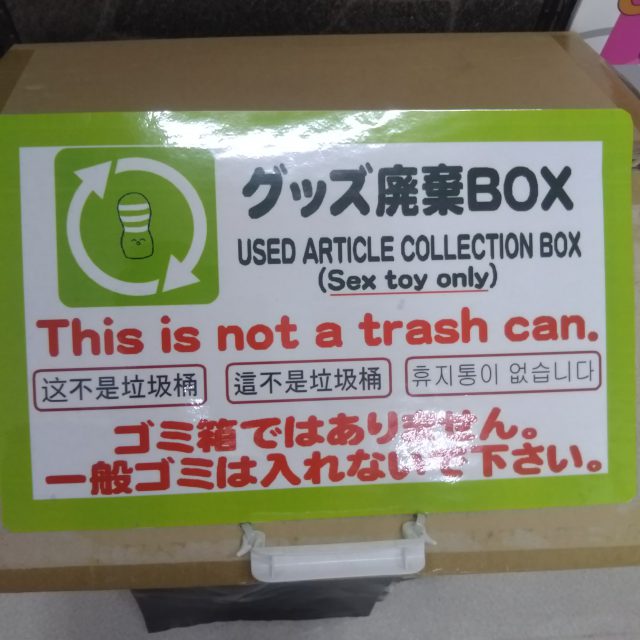 グッズ廃棄BOX
USED ARTICLE COLLECTION BOX
(Sex toy only)
This is not a trash can.
这不是垃圾桶
這不是垃圾桶
휴지통이 없습니다
ゴミ箱ではありません。
一般ゴミは入れないで下さい。